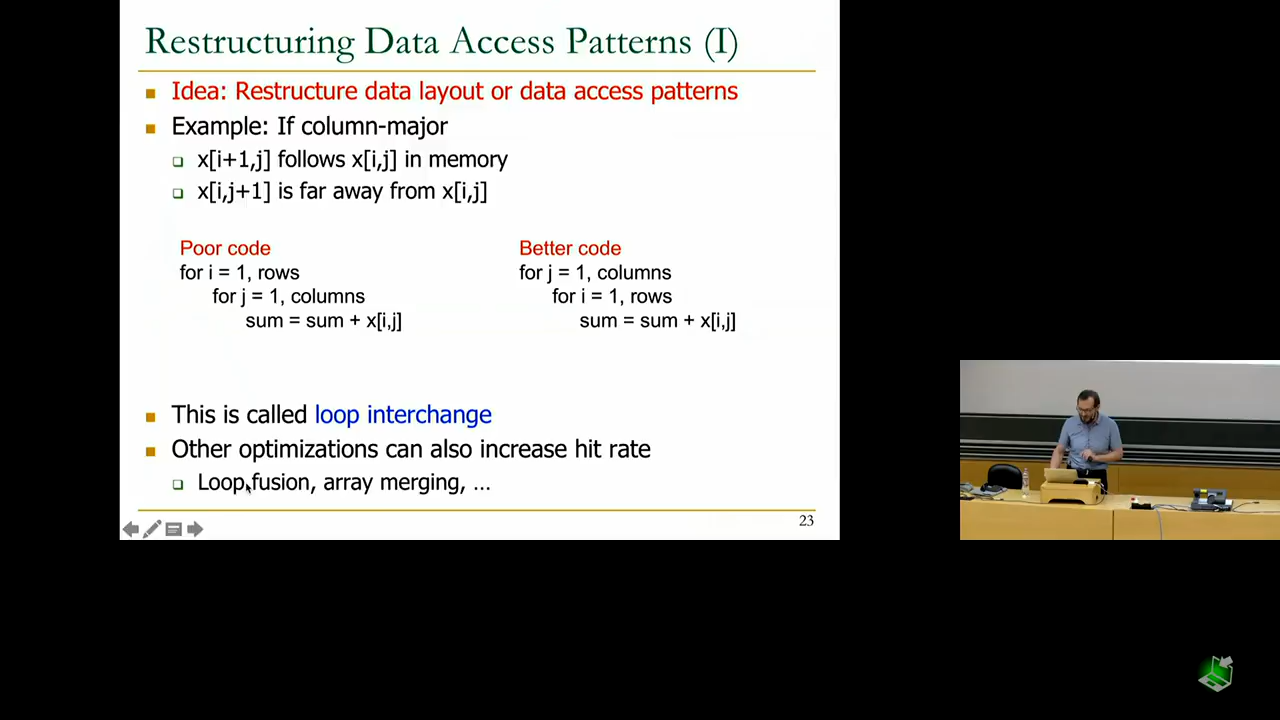 Restructuring Data Access Patterns (I)
Idea: Restructure data layout or data access patterns
Example: If column-major
x[i+1,j] follows x[i,j] in memory
x[i,j+1] is far away from x[i,j]
Poor code
for i = 1, rows
for j = 1, columns
sum = sum + x[i,j]
Better code
for j = 1, columns
for i = 1, rows
sum = sum + x[i,j]
This is called loop interchange
Other optimizations can also increase hit rate
Loop fusion, array merging, …
23